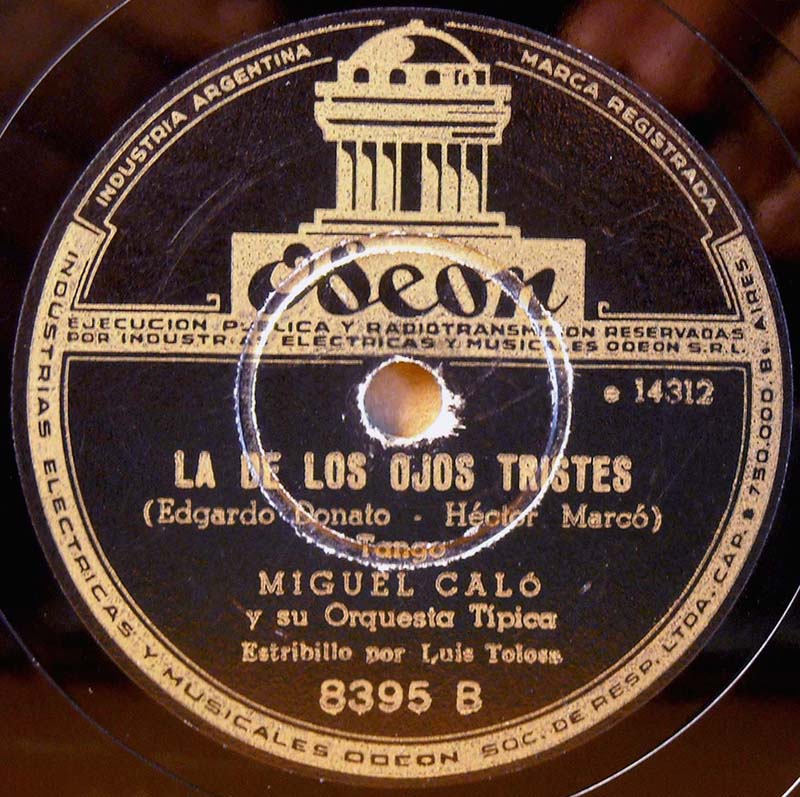 INDUSTRIA ARGENTINA
MARCA REGISTRADA
Odeon
EJECUCION PUBLICA Y RADIOTRANSMISION RESERVADAS
POR INDUSTRIAS ELECTRICAS Y MUSICALES ODEON S.R.L.
e 14312
LA DE LOS OJOS TRISTES
(Edgardo Donato - Héctor Marcó)
Tango
MIGUEL CALÓ
y su Orquesta Típica
Estribillo por Luis Tolosa
8395 B
INDUSTRIAS ELECTRICAS Y MUSICALES ODEON SOC. DE RESP. LTDA. CAP. $ 750.000 B. AIRES